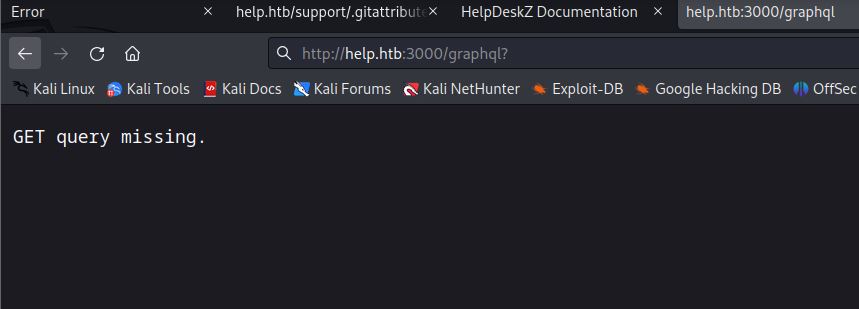 Error × help.htb/support/.gitattribute × HelpDeskZ Documentation × help.htb:3000/graphql
http://help.htb:3000/graphql?
Kali Linux Kali Tools Kali Docs Kali Forums Kali NetHunter Exploit-DB Google Hacking DB OffSec
GET query missing.